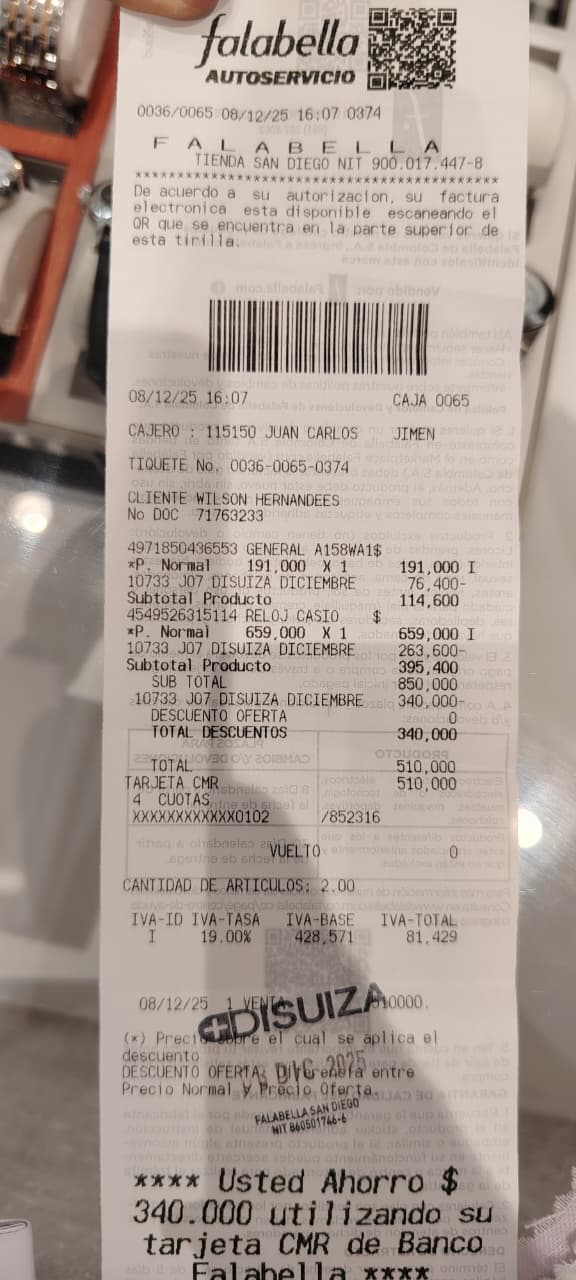 falabella
AUTOSERVICIO
0036/0065 08/12/25 16:07 0374
F A L A B E L L A
TIENDA SAN DIEGO NIT 900.017.447-8
******************************************
De acuerdo a su autorizacion, su factura
electronica esta disponible escaneando el
QR que se encuentra en la parte superior de
esta tirilla.
08/12/25 16:07 CAJA 0065
CAJERO : 115150 JUAN CARLOS JIMEN
TIQUETE No. 0036-0065-0374
CLIENTE WILSON HERNANDEES
No DOC 71763233
4971850436553 GENERAL A158WA1$
*P. Normal 191,000 X 1 191,000 I
10733 J07 DISUIZA DICIEMBRE 76,400-
Subtotal Producto 114,600
4549526315114 RELOJ CASIO $
*P. Normal 659,000 X 1 659,000 I
10733 J07 DISUIZA DICIEMBRE 263,600-
Subtotal Producto 395,400
SUB TOTAL 850,000
10733 J07 DISUIZA DICIEMBRE 340,000-
DESCUENTO OFERTA 0
TOTAL DESCUENTOS 340,000
TOTAL 510,000
TARJETA CMR 510,000
4 CUOTAS
XXXXXXXXXXXX0102 /852316
VUELTO 0
CANTIDAD DE ARTICULOS: 2.00
IVA-ID IVA-TASA IVA-BASE IVA-TOTAL
I 19.00% 428,571 81,429
08/12/25 1 VENTA 510000.
DISUIZA
(*) Precio sobre el cual se aplica el
descuento
DIC 2025
DESCUENTO OFERTA: Diferencia entre
Precio Normal y Precio Oferta.
FALABELLA SAN DIEGO
NIT 860501766-6
**** Usted Ahorro $
340.000 utilizando su
tarjeta CMR de Banco
Falabella ****